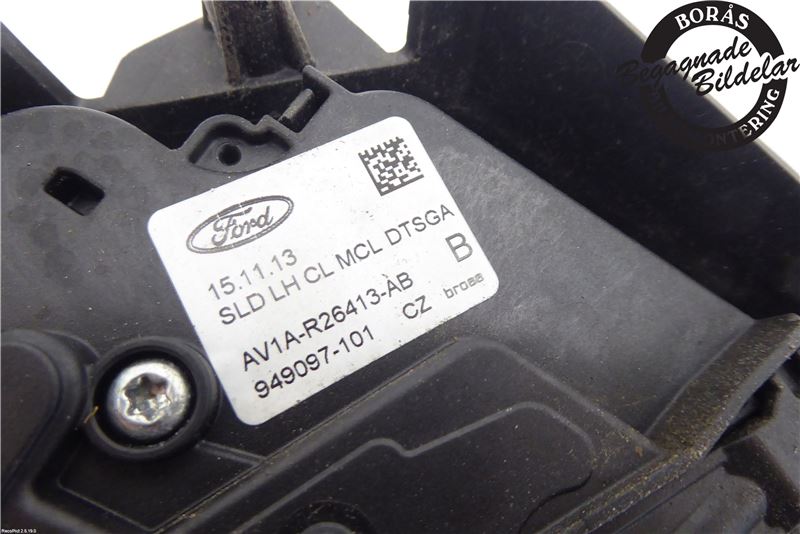 BORÅS
Begagnade
Bildelar
MONTERING
Ford
15.11.13
SLD LH CL MCL DTSGA
B
AV1A-R26413-AB
949097-101 CZ brose